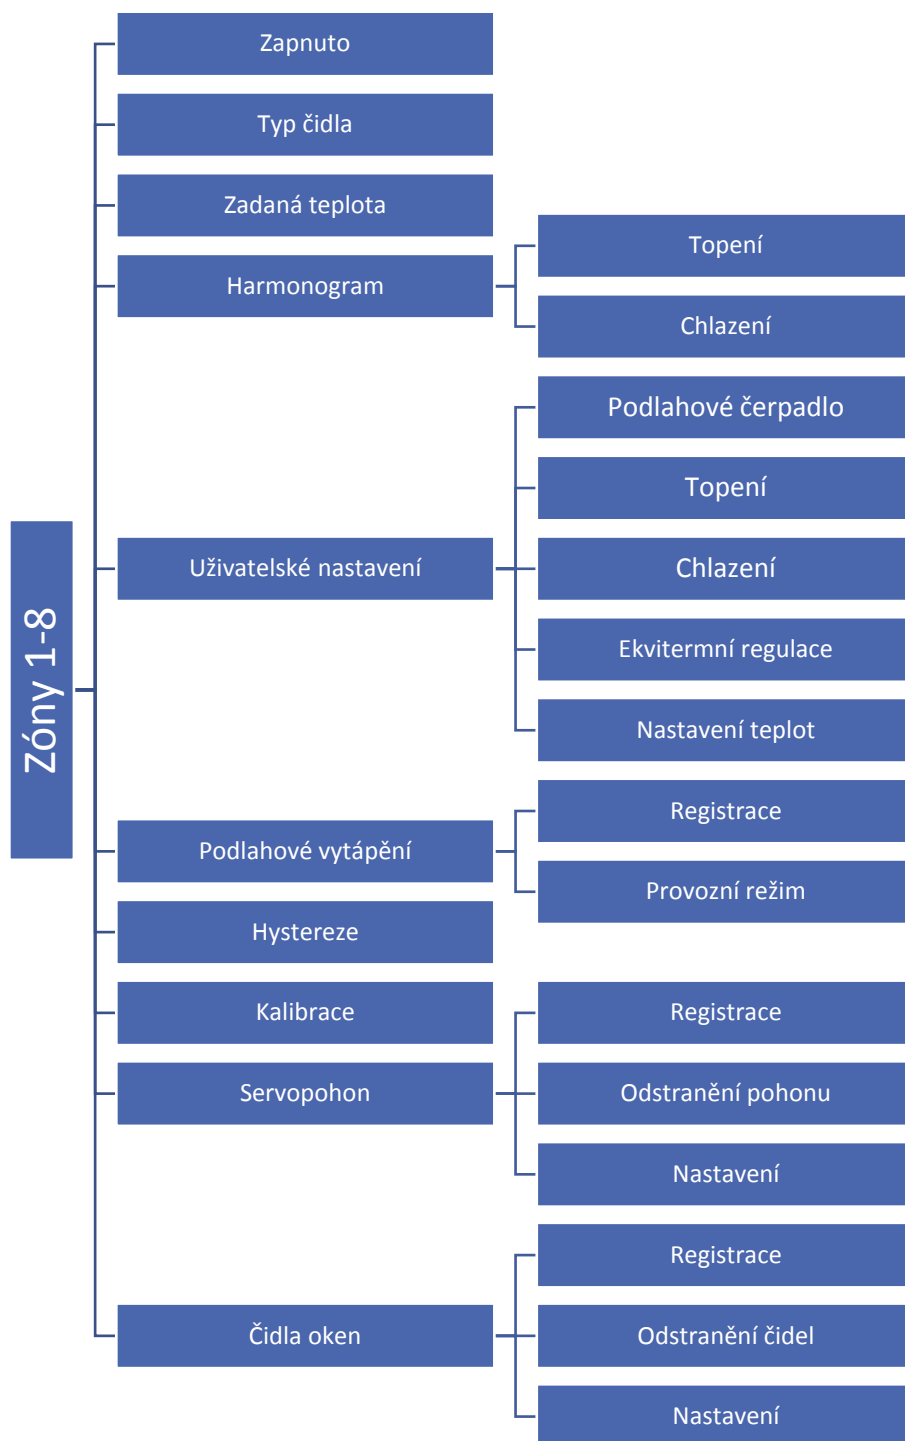 Zóny 1-8
Zapnuto
Typ čidla
Zadaná teplota
Harmonogram
Topení
Chlazení
Uživatelské nastavení
Podlahové čerpadlo
Topení
Chlazení
Ekvitermní regulace
Nastavení teplot
Podlahové vytápění
Registrace
Provozní režim
Hystereze
Kalibrace
Servopohon
Registrace
Odstranění pohonu
Nastavení
Čidla oken
Registrace
Odstranění čidel
Nastavení